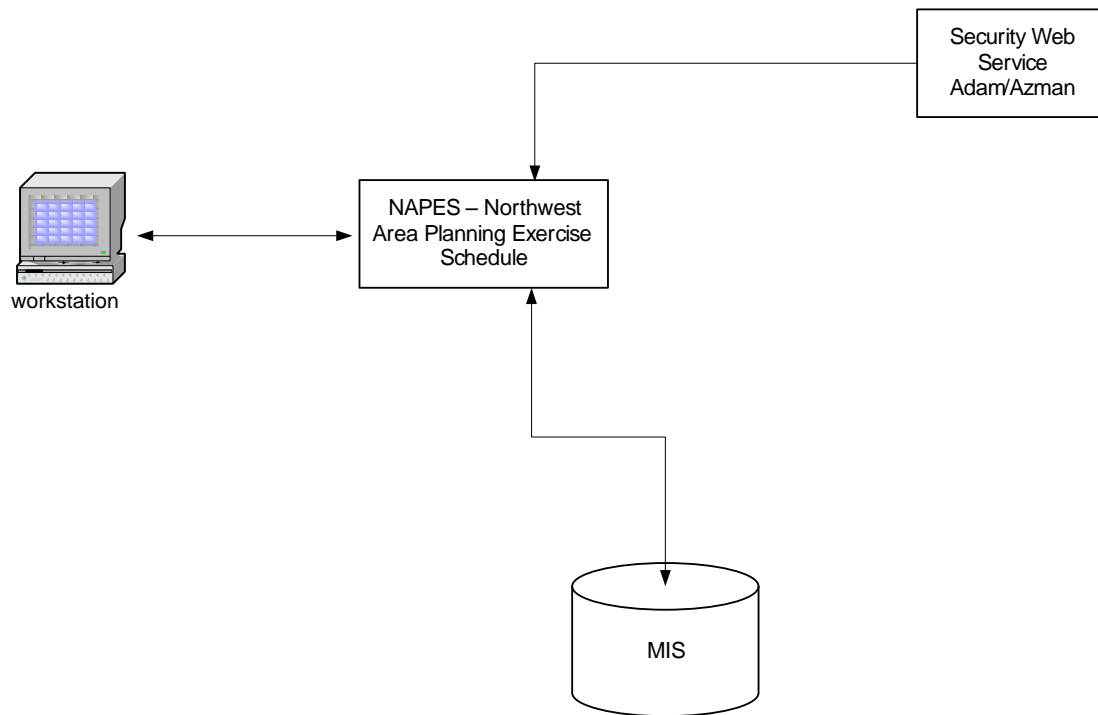 Security Web
Service
Adam/Azman
NAPES – Northwest
Area Planning Exercise
Schedule
workstation
MIS